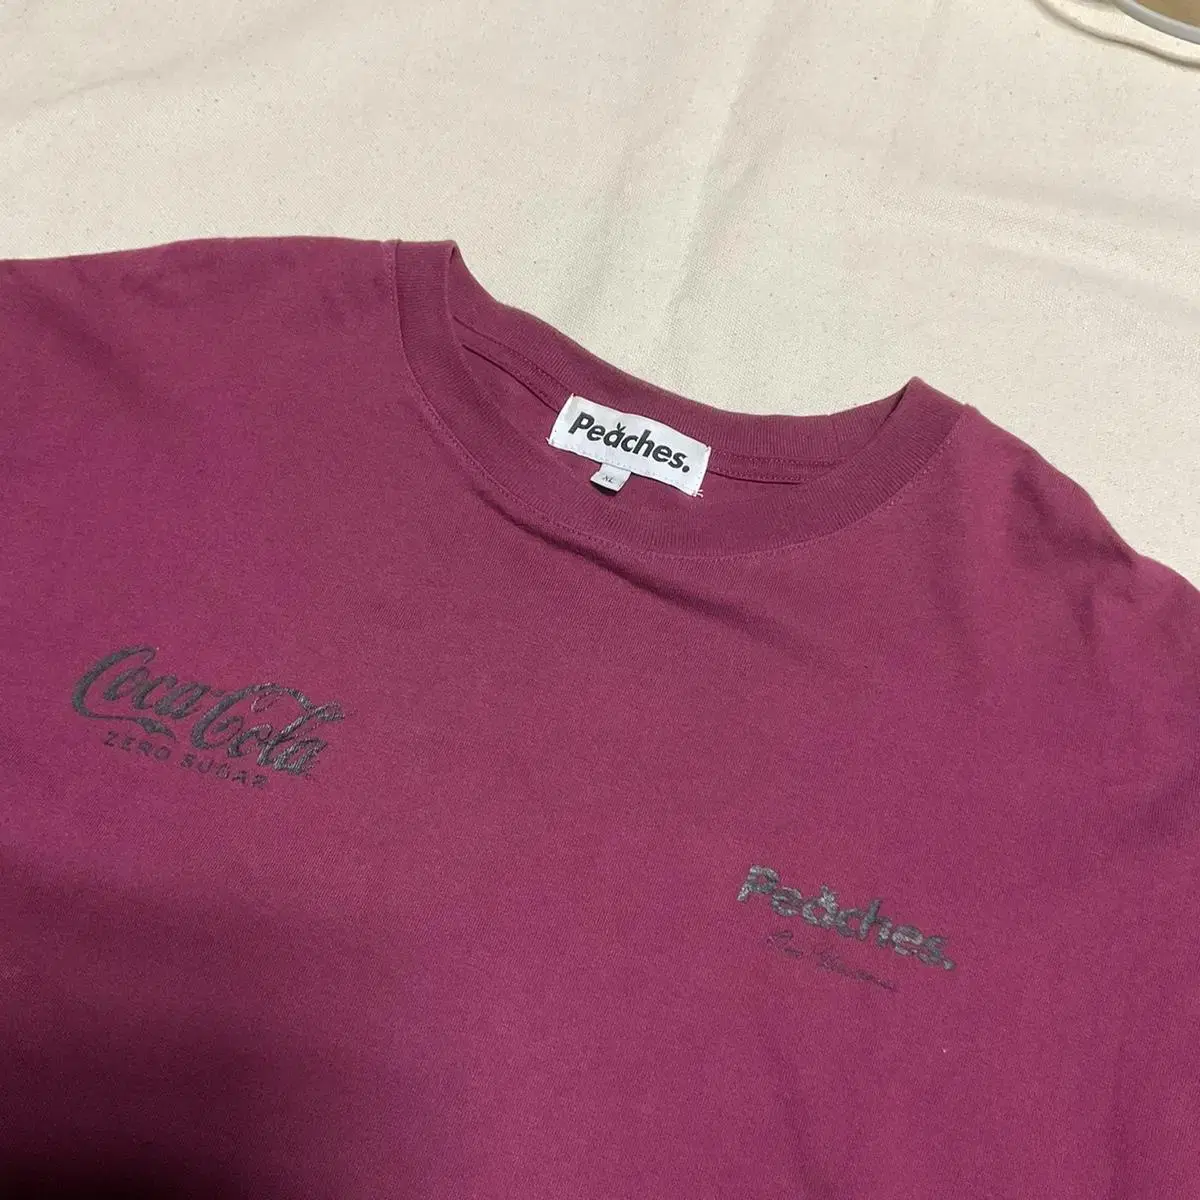 Peaches.
XL
Coca-Cola
ZERO SUGAR
Peaches.